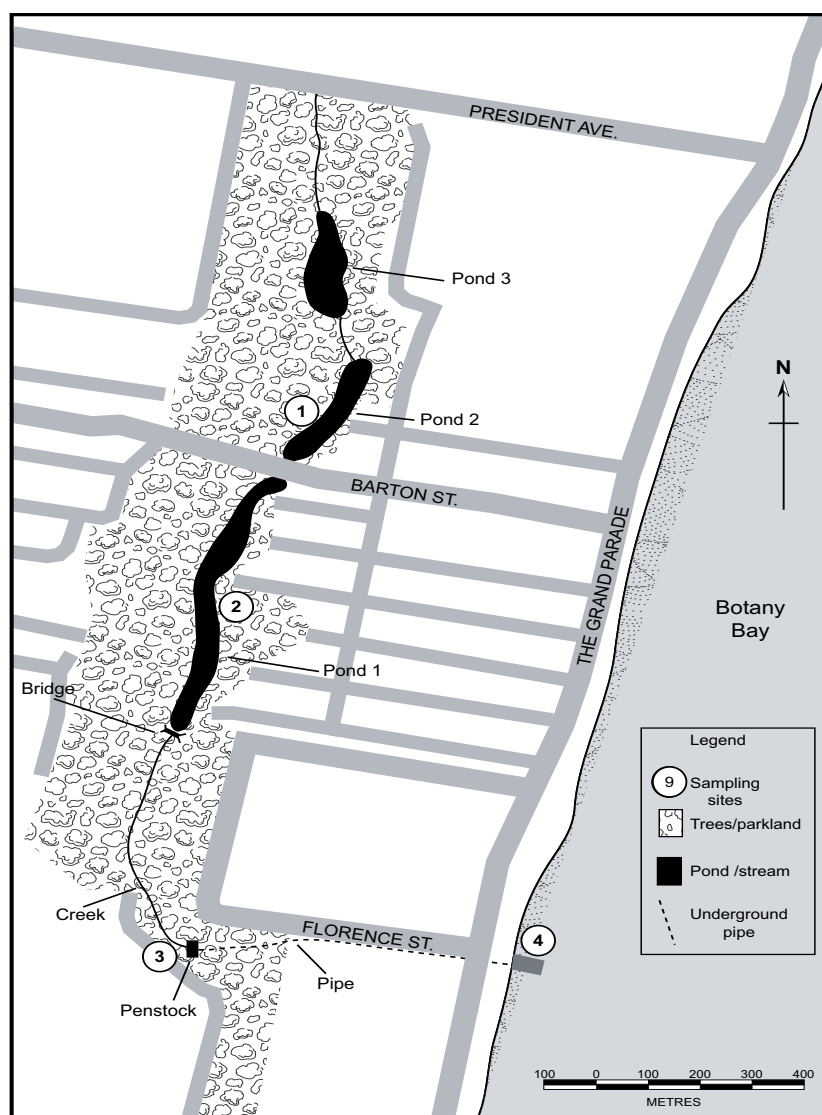 PRESIDENT AVE.
Pond 3
N
1
Pond 2
BARTON ST.
THE GRAND PARADE
2
Botany
Bay
Pond 1
Bridge
Legend
9 Sampling
sites
Trees/parkland
Pond /stream
Underground
pipe
Creek
FLORENCE ST.
4
3
Pipe
Penstock
100 0 100 200 300 400
METRES